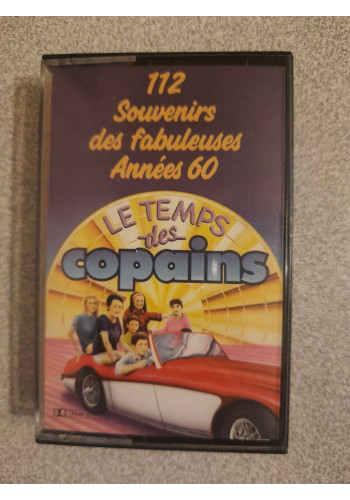 112
Souvenirs
des fabuleuses
Années 60
LE TEMPS
des
copains